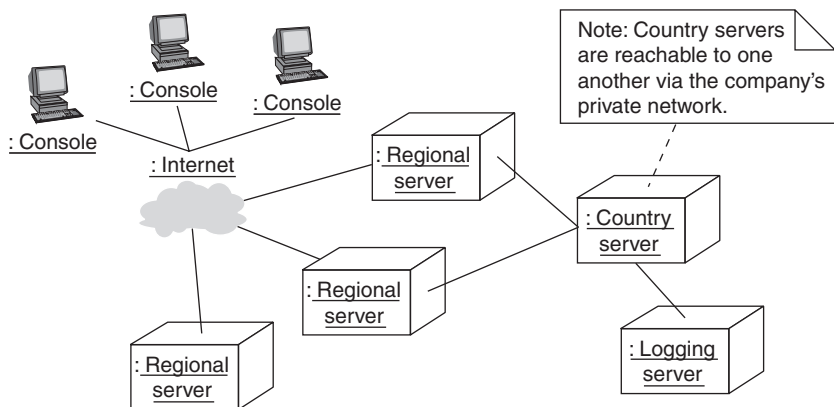 : Console
: Console
: Console
: Internet
Note: Country servers
are reachable to one
another via the company's
private network.
: Regional
server
: Country
server
: Regional
server
: Regional
server
: Logging
server